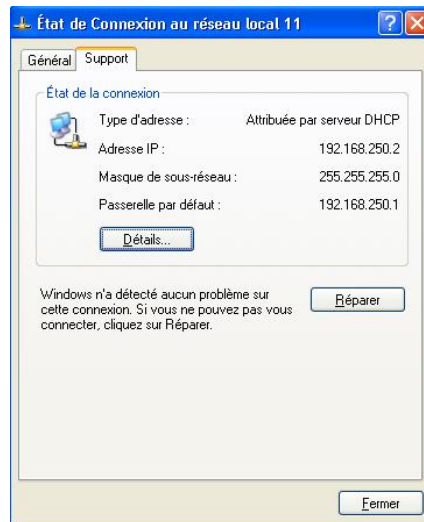 État de Connexion au réseau local 11
Général
Support
État de la connexion
Type d'adresse : Attribuée par serveur DHCP
Adresse IP : 192.168.250.2
Masque de sous-réseau : 255.255.255.0
Passerelle par défaut : 192.168.250.1
Détails...
Windows n'a détecté aucun problème sur
cette connexion. Si vous ne pouvez pas vous
connecter, cliquez sur Réparer.
Réparer
Fermer